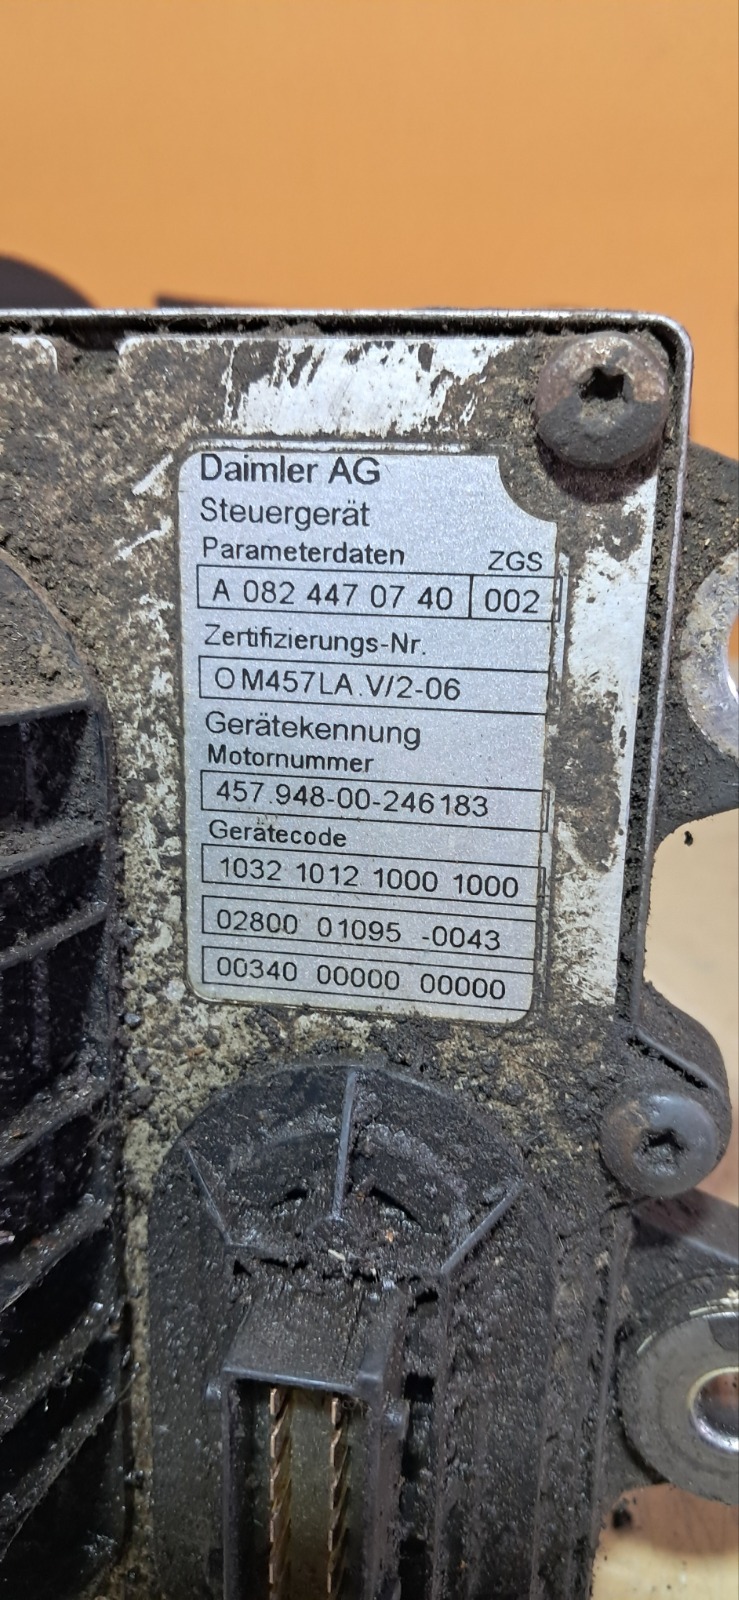 Daimler AG
Steuergerät
Parameterdaten ZGS
A 082 447 07 40 002
Zertifizierungs-Nr.
OM457LA.V/2-06
Gerätekennung
Motornummer
457.948-00-246183
Gerätecode
1032 1012 1000 1000
02800 01095 -0043
00340 00000 00000